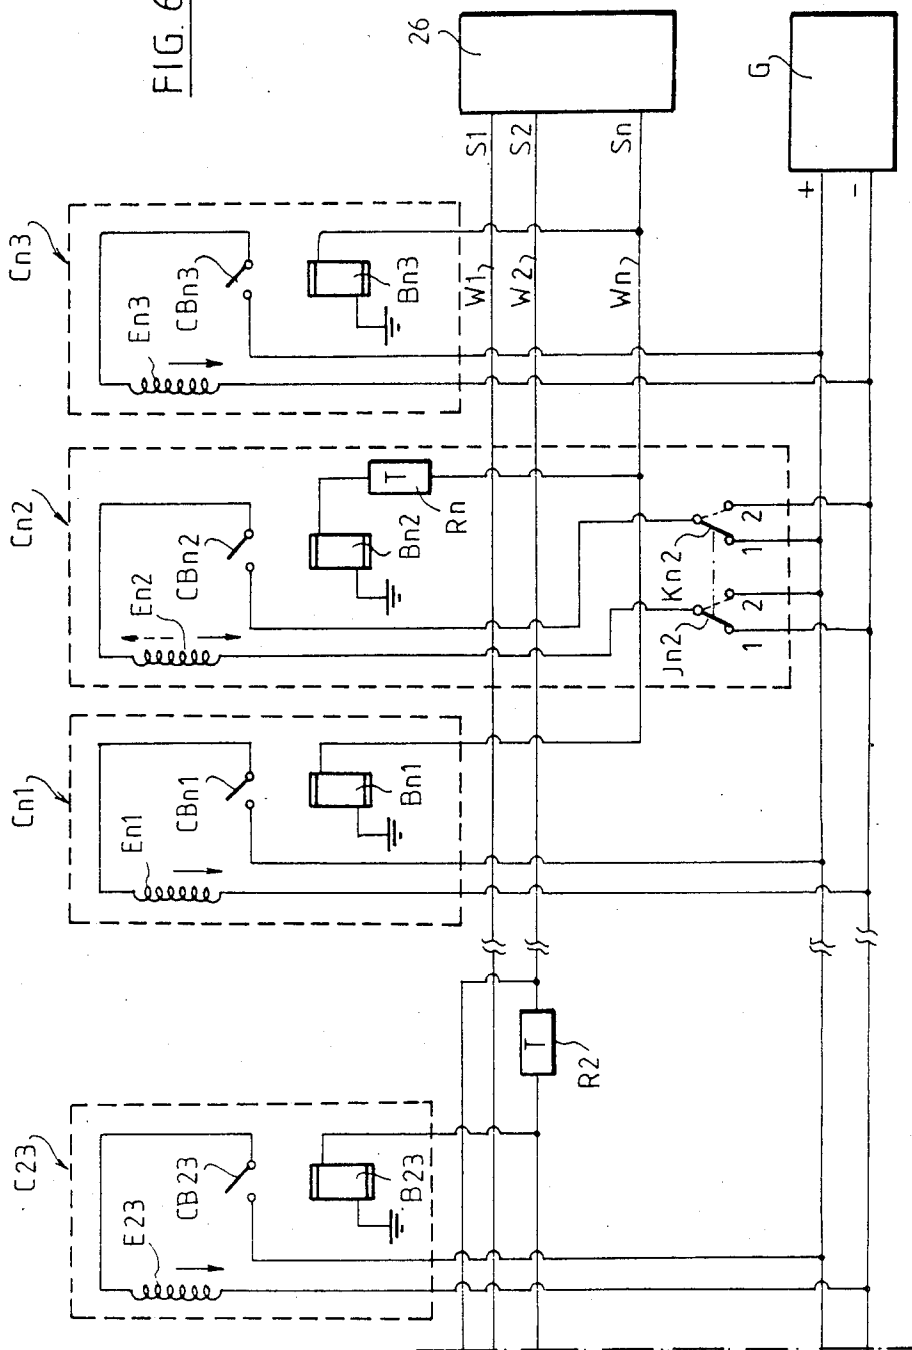 FIG. 6
C23
E23
CB23
B23
R2
T
Cn1
En1
CBn1
Bn1
Cn2
En2
CBn2
Bn2
T
Rn
Jn2
Kn2
1
2
1
2
Cn3
En3
CBn3
Bn3
W1
W2
Wn
S1
S2
Sn
26
G
+
-